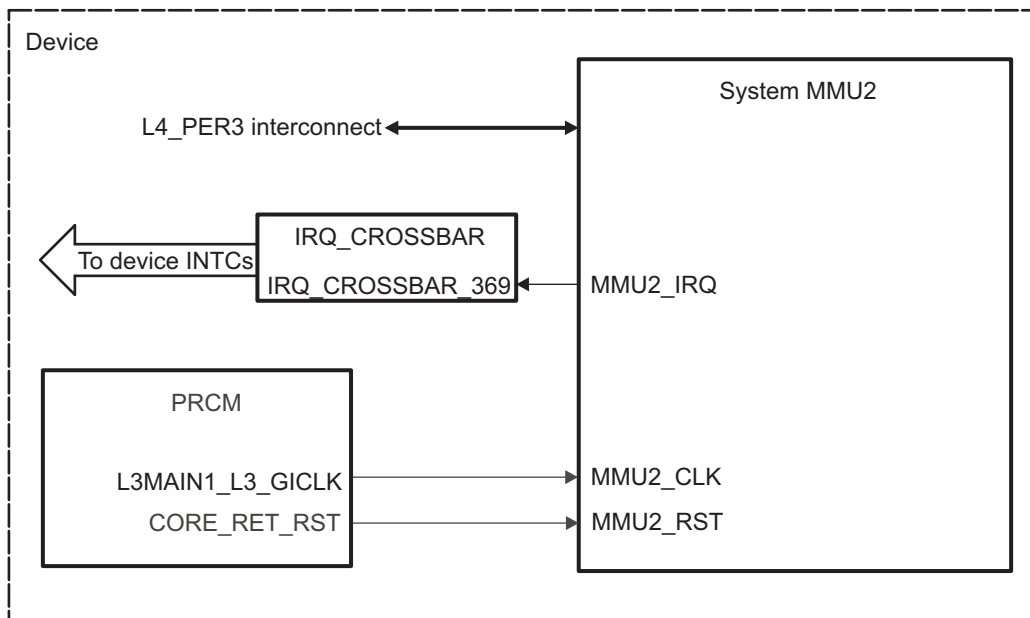 Device
System MMU2
L4_PER3 interconnect
IRQ_CROSSBAR
To device INTCs
IRQ_CROSSBAR_369
MMU2_IRQ
PRCM
L3MAIN1_L3_GICLK
MMU2_CLK
CORE_RET_RST
MMU2_RST